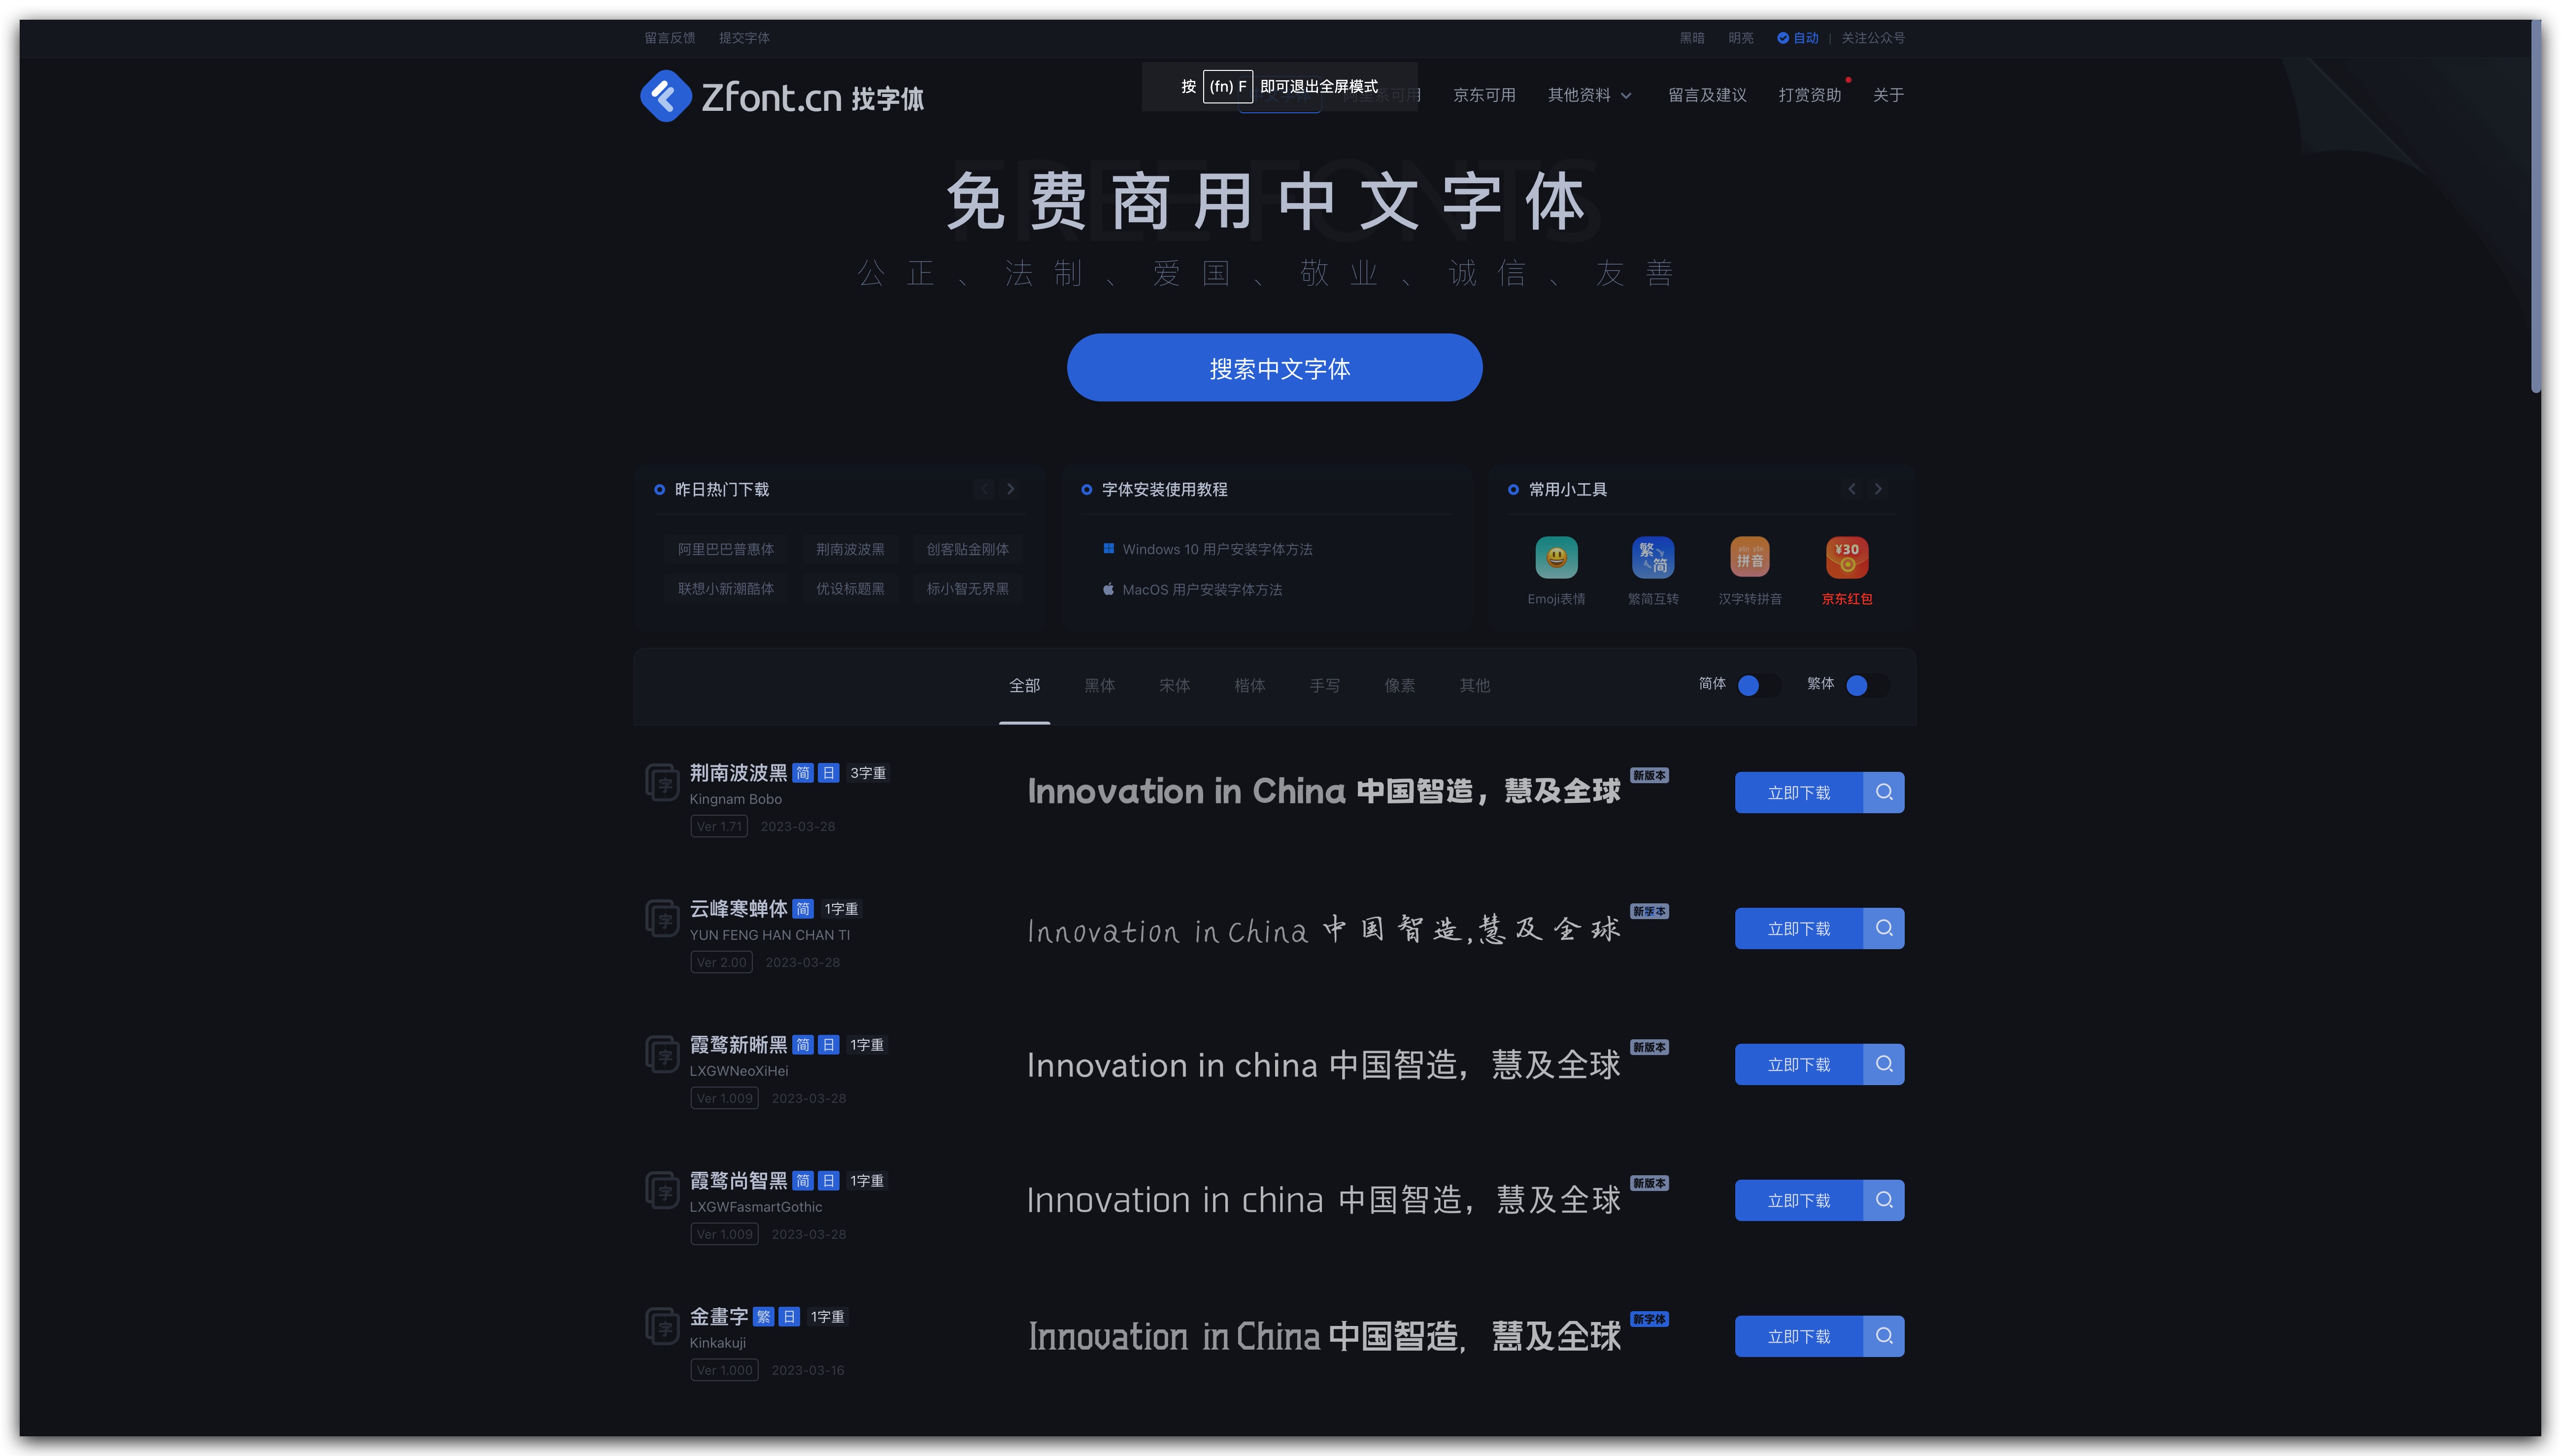 留言反馈 提交字体 黑暗 明亮 自动 | 关注公众号
Zfont.cn 找字体
按 (fn) F 即可退出全屏模式
京东可用 其他资料 留言及建议 打赏资助 关于
FREE FONTS
免费商用中文字体
公正、法制、爱国、敬业、诚信、友善
搜索中文字体
昨日热门下载
阿里巴巴普惠体 荆南波波黑 创客贴金刚体
联想小新潮酷体 优设标题黑 标小智无界黑
字体安装使用教程
Windows 10 用户安装字体方法
MacOS 用户安装字体方法
常用小工具
繁 简 pīn yīn 拼音 ¥30
Emoji表情 繁简互转 汉字转拼音 京东红包
全部 黑体 宋体 楷体 手写 像素 其他 简体 繁体
字 荆南波波黑 简 日 3字重
Kingnam Bobo
Ver 1.71 2023-03-28
Innovation in China 中国智造，慧及全球 新版本
立即下载
字 云峰寒蝉体 简 1字重
YUN FENG HAN CHAN TI
Ver 2.00 2023-03-28
Innovation in China 中国智造,慧及全球 新版本
立即下载
字 霞鹜新晰黑 简 日 1字重
LXGWNeoXiHei
Ver 1.009 2023-03-28
Innovation in china 中国智造，慧及全球 新版本
立即下载
字 霞鹜尚智黑 简 日 1字重
LXGWFasmartGothic
Ver 1.009 2023-03-28
Innovation in china 中国智造，慧及全球 新版本
立即下载
字 金畫字 繁 日 1字重
Kinkakuji
Ver 1.000 2023-03-16
Innovation in China 中国智造，慧及全球 新字体
立即下载